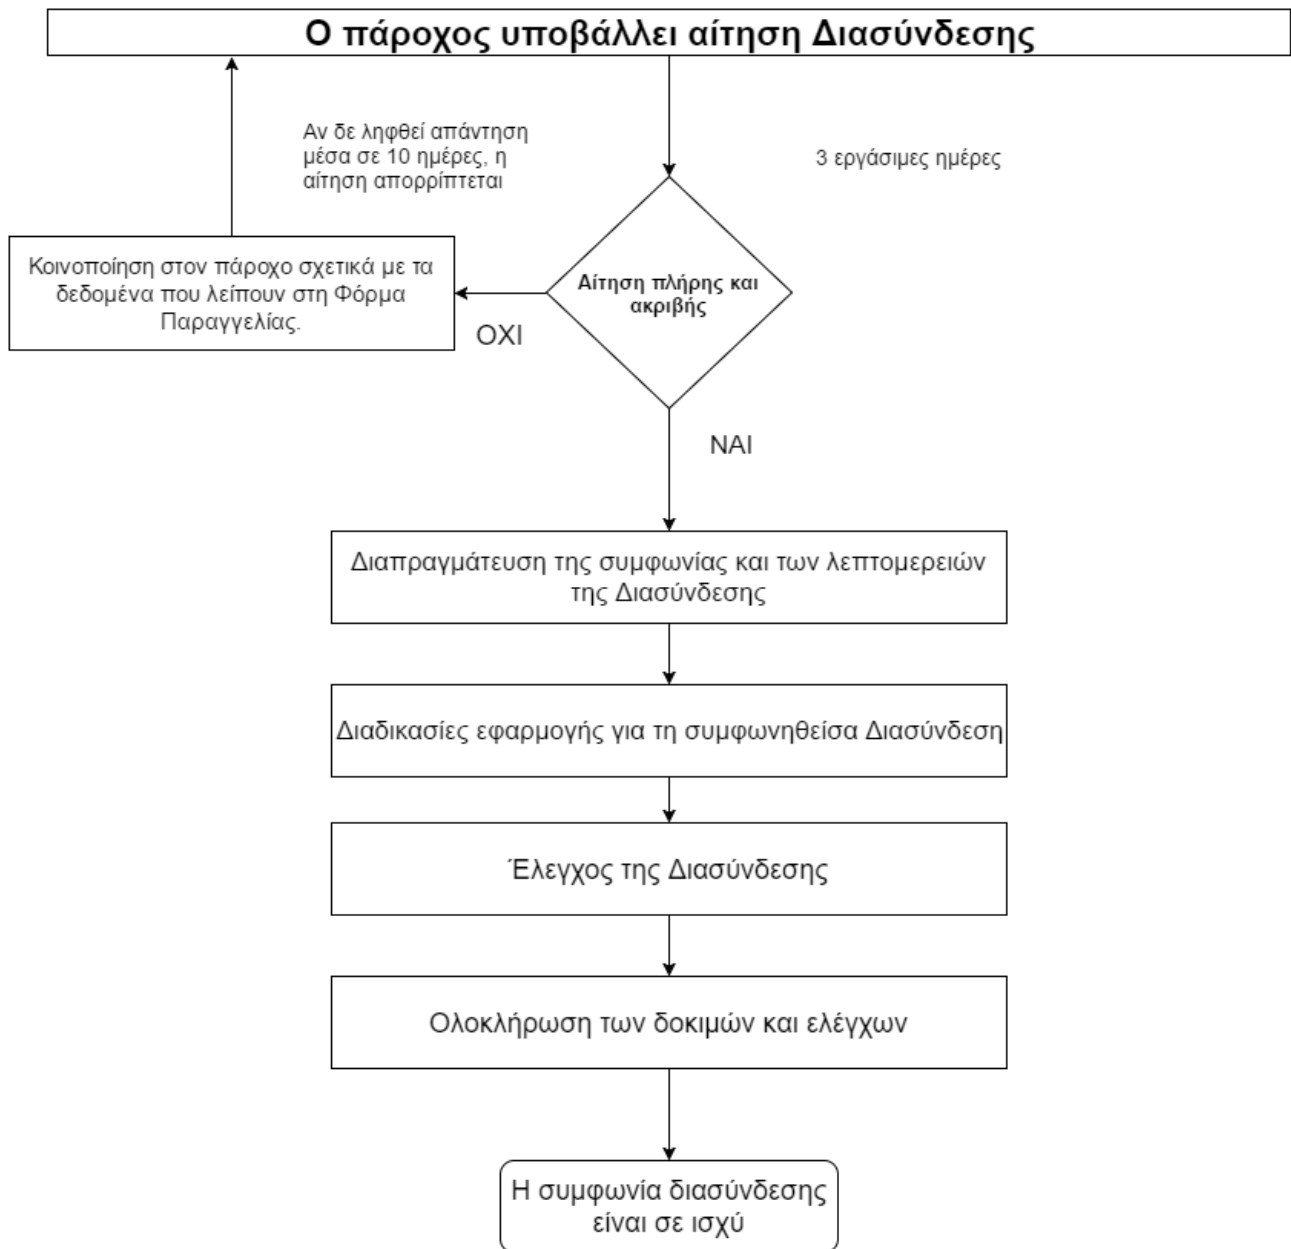 Ο πάροχος υποβάλλει αίτηση Διασύνδεσης
Αν δε ληφθεί απάντηση
μέσα σε 10 ημέρες, η
αίτηση απορρίπτεται
3 εργάσιμες ημέρες
Κοινοποίηση στον πάροχο σχετικά με τα
δεδομένα που λείπουν στη Φόρμα
Παραγγελίας.
Αίτηση πλήρης και
ακριβής
ΟΧΙ
ΝΑΙ
Διαπραγμάτευση της συμφωνίας και των λεπτομερειών
της Διασύνδεσης
Διαδικασίες εφαρμογής για τη συμφωνηθείσα Διασύνδεση
Έλεγχος της Διασύνδεσης
Ολοκλήρωση των δοκιμών και ελέγχων
Η συμφωνία διασύνδεσης
είναι σε ισχύ